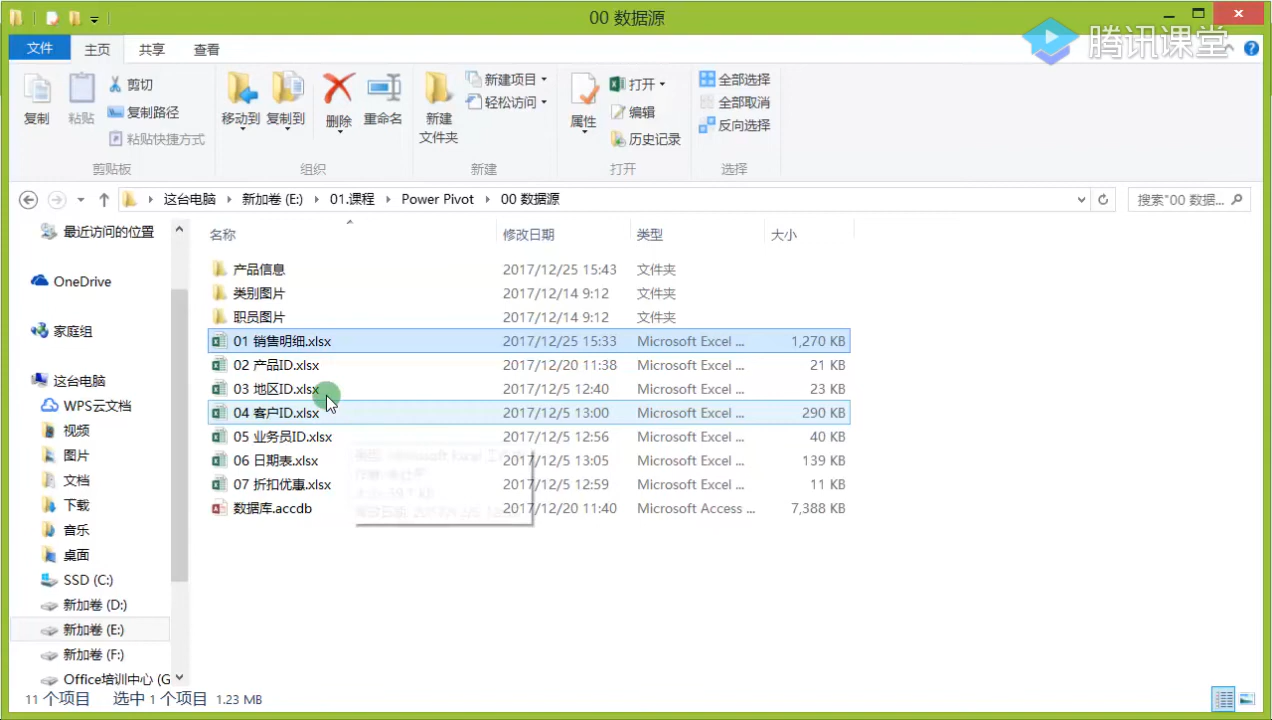 00 数据源
腾讯课堂
文件 主页 共享 查看
复制
粘贴
剪切
复制路径
粘贴快捷方式
剪贴板
移动到
复制到
删除
重命名
组织
新建
文件夹
新建项目
轻松访问
新建
属性
打开
编辑
历史记录
打开
全部选择
全部取消
反向选择
选择
这台电脑 新加卷 (E:) 01.课程 Power Pivot 00 数据源
搜索"00 数据...
最近访问的位置
OneDrive
家庭组
这台电脑
WPS云文档
视频
图片
文档
下载
音乐
桌面
SSD (C:)
新加卷 (D:)
新加卷 (E:)
新加卷 (F:)
Office培训中心 (G
名称 修改日期 类型 大小
产品信息 2017/12/25 15:43 文件夹
类别图片 2017/12/14 9:12 文件夹
职员图片 2017/12/14 9:12 文件夹
01 销售明细.xlsx 2017/12/25 15:33 Microsoft Excel ... 1,270 KB
02 产品ID.xlsx 2017/12/20 11:38 Microsoft Excel ... 21 KB
03 地区ID.xlsx 2017/12/5 12:40 Microsoft Excel ... 23 KB
04 客户ID.xlsx 2017/12/5 13:00 Microsoft Excel ... 290 KB
05 业务员ID.xlsx 2017/12/5 12:56 Microsoft Excel ... 40 KB
06 日期表.xlsx 2017/12/5 13:05 Microsoft Excel ... 139 KB
07 折扣优惠.xlsx 2017/12/5 12:59 Microsoft Excel ... 11 KB
数据库.accdb 2017/12/20 11:40 Microsoft Access ... 7,388 KB
11 个项目 选中 1 个项目 1.23 MB